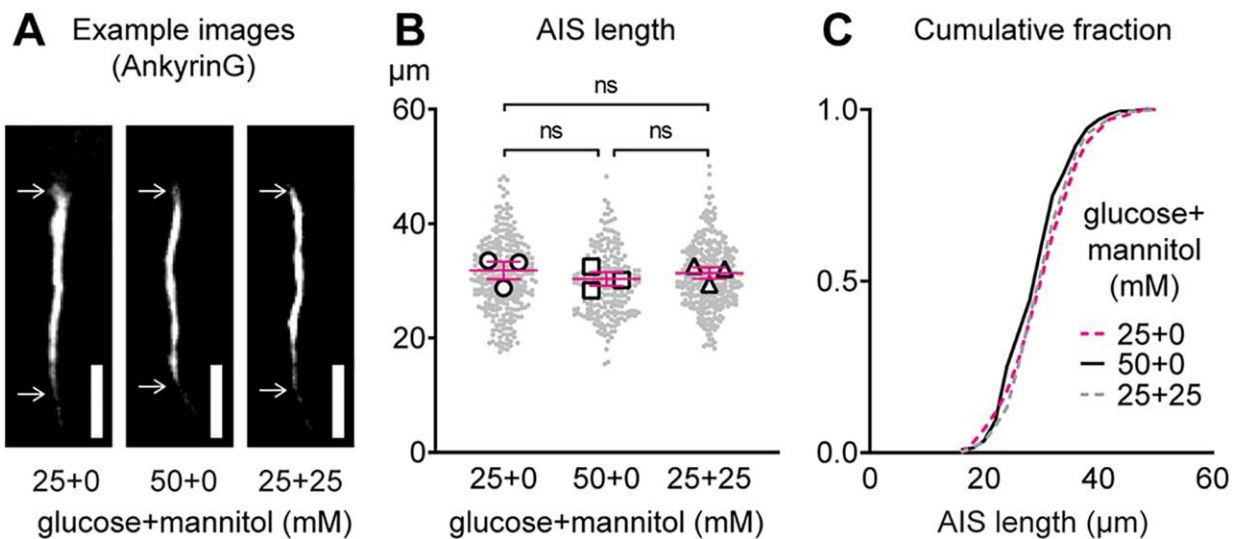 A Example images
(AnkyrinG)
25+0 50+0 25+25
glucose+mannitol (mM)
B AIS length
µm
60
40
20
0
ns
ns ns
25+0 50+0 25+25
glucose+mannitol (mM)
C Cumulative fraction
1.0
0.5
0.0
0 20 40 60
AIS length (µm)
glucose+
mannitol
(mM)
25+0
50+0
25+25